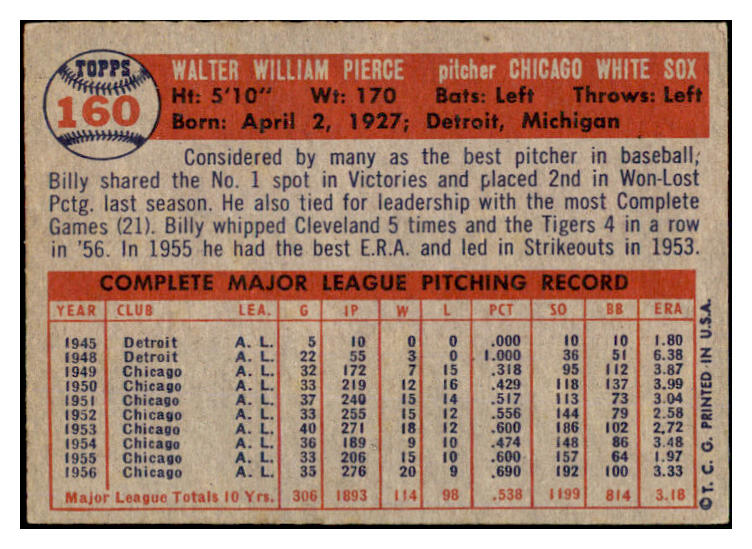 TOPPS
160
WALTER WILLIAM PIERCE pitcher CHICAGO WHITE SOX
Ht: 5'10" Wt: 170 Bats: Left Throws: Left
Born: April 2, 1927; Detroit, Michigan
Considered by many as the best pitcher in baseball,
Billy shared the No. 1 spot in Victories and placed 2nd in Won-Lost
Pctg. last season. He also tied for leadership with the most Complete
Games (21). Billy whipped Cleveland 5 times and the Tigers 4 in a row
in '56. In 1955 he had the best E.R.A. and led in Strikeouts in 1953.
COMPLETE MAJOR LEAGUE PITCHING RECORD
YEAR CLUB LEA. G IP W L PCT SO BB ERA
1945 Detroit A. L. 5 10 0 0 .000 10 10 1.80
1948 Detroit A. L. 22 55 3 0 1.000 36 51 6.38
1949 Chicago A. L. 32 172 7 15 .318 95 112 3.87
1950 Chicago A. L. 33 219 12 16 .429 118 137 3.99
1951 Chicago A. L. 37 240 15 14 .517 113 73 3.04
1952 Chicago A. L. 33 255 15 12 .556 144 79 2.58
1953 Chicago A. L. 40 271 18 12 .600 186 102 2.72
1954 Chicago A. L. 36 189 9 10 .474 148 86 3.48
1955 Chicago A. L. 33 206 15 10 .600 157 64 1.97
1956 Chicago A. L. 35 276 20 9 .690 192 100 3.33
Major League Totals 10 Yrs. 306 1893 114 98 .538 1199 814 3.18
© T. C. G. PRINTED IN U.S.A.